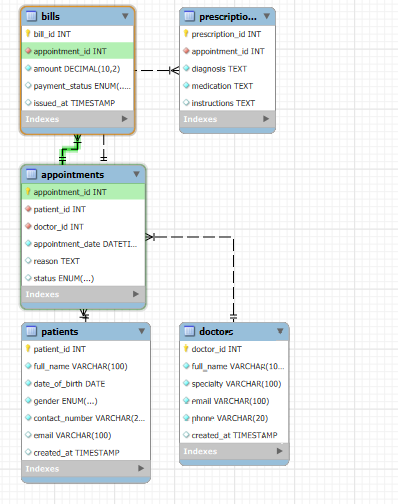 bills
bill_id INT
appointment_id INT
amount DECIMAL(10,2)
payment_status ENUM(...
issued_at TIMESTAMP
Indexes
prescriptio...
prescription_id INT
appointment_id INT
diagnosis TEXT
medication TEXT
instructions TEXT
Indexes
appointments
appointment_id INT
patient_id INT
doctor_id INT
appointment_date DATETI...
reason TEXT
status ENUM(...)
Indexes
patients
patient_id INT
full_name VARCHAR(100)
date_of_birth DATE
gender ENUM(...)
contact_number VARCHAR(2...
email VARCHAR(100)
created_at TIMESTAMP
Indexes
doctors
doctor_id INT
full_name VARCHAR(10...
specialty VARCHAR(100)
email VARCHAR(100)
phone VARCHAR(20)
created_at TIMESTAMP
Indexes